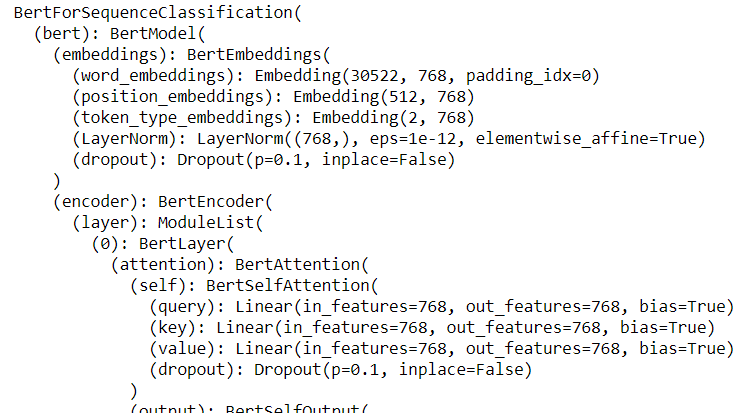 BertForSequenceClassification(
(bert): BertModel(
(embeddings): BertEmbeddings(
(word_embeddings): Embedding(30522, 768, padding_idx=0)
(position_embeddings): Embedding(512, 768)
(token_type_embeddings): Embedding(2, 768)
(LayerNorm): LayerNorm((768,), eps=1e-12, elementwise_affine=True)
(dropout): Dropout(p=0.1, inplace=False)
)
(encoder): BertEncoder(
(layer): ModuleList(
(0): BertLayer(
(attention): BertAttention(
(self): BertSelfAttention(
(query): Linear(in_features=768, out_features=768, bias=True)
(key): Linear(in_features=768, out_features=768, bias=True)
(value): Linear(in_features=768, out_features=768, bias=True)
(dropout): Dropout(p=0.1, inplace=False)
)
(output): BertSelfOutput(